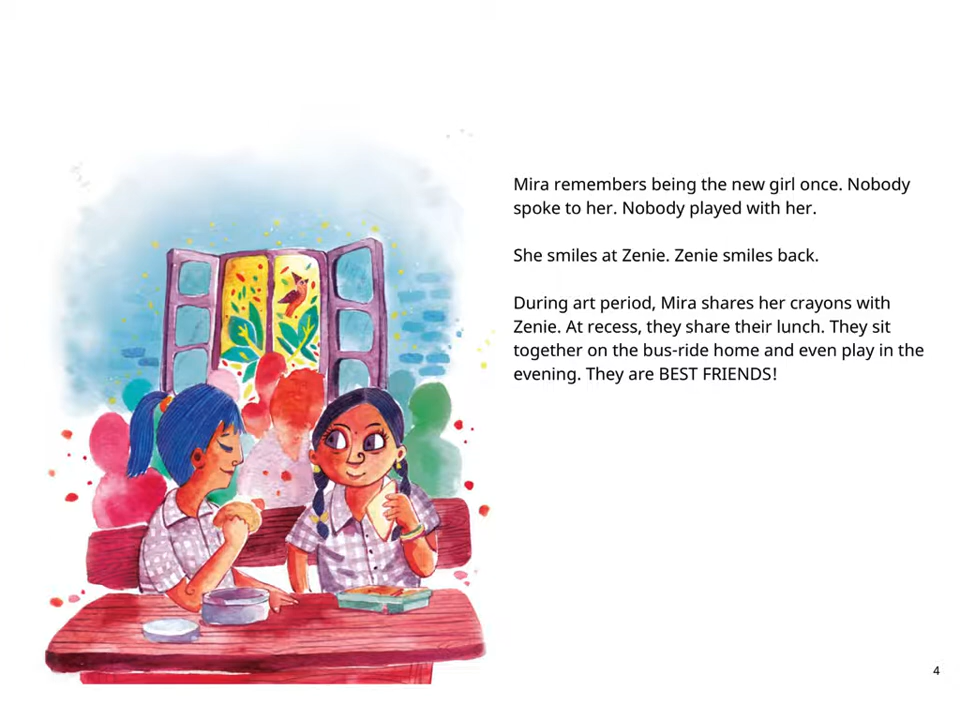 Mira remembers being the new girl once. Nobody
spoke to her. Nobody played with her.
She smiles at Zenie. Zenie smiles back.
During art period, Mira shares her crayons with
Zenie. At recess, they share their lunch. They sit
together on the bus-ride home and even play in the
evening. They are BEST FRIENDS!
4